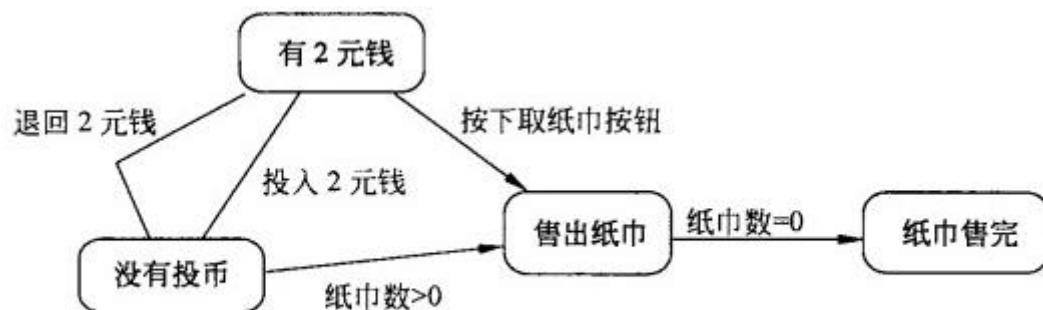 有 2 元钱
退回 2 元钱
按下取纸巾按钮
投入 2 元钱
售出纸巾
纸巾数=0
纸巾售完
没有投币
纸巾数>0